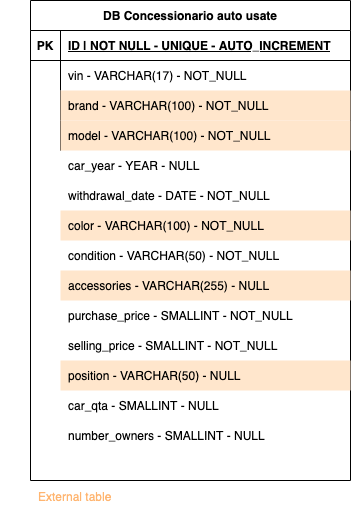 DB Concessionario auto usate
PK ID | NOT NULL - UNIQUE - AUTO_INCREMENT
vin - VARCHAR(17) - NOT_NULL
brand - VARCHAR(100) - NOT_NULL
model - VARCHAR(100) - NOT_NULL
car_year - YEAR - NULL
withdrawal_date - DATE - NOT_NULL
color - VARCHAR(100) - NOT_NULL
condition - VARCHAR(50) - NOT_NULL
accessories - VARCHAR(255) - NULL
purchase_price - SMALLINT - NOT_NULL
selling_price - SMALLINT - NOT_NULL
position - VARCHAR(50) - NULL
car_qta - SMALLINT - NULL
number_owners - SMALLINT - NULL
External table